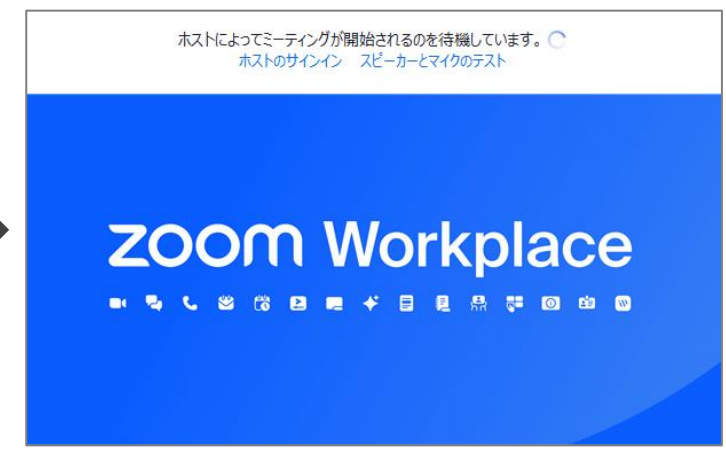 ホストによってミーティングが開始されるのを待機しています。
ホストのサインイン スピーカーとマイクのテスト
zoom Workplace